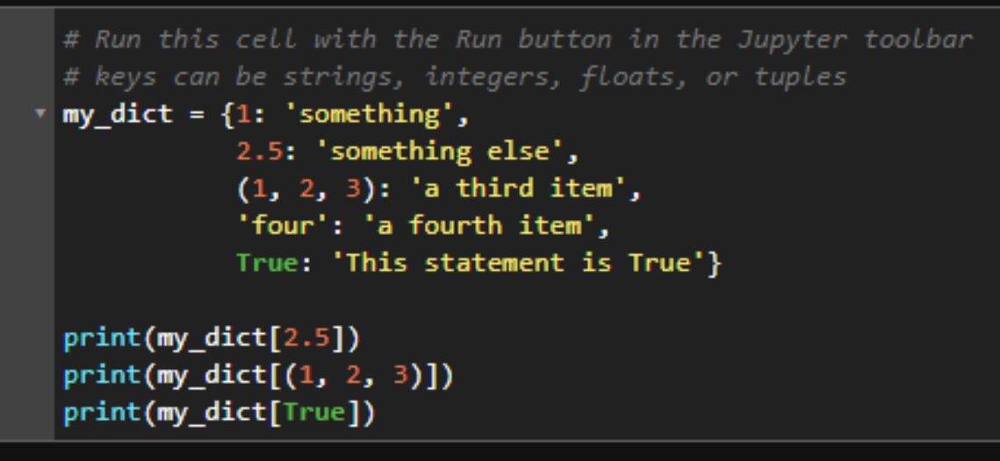 # Run this cell with the Run button in the Jupyter toolbar
# keys can be strings, integers, floats, or tuples
my_dict = {1: 'something',
           2.5: 'something else',
           (1, 2, 3): 'a third item',
           'four': 'a fourth item',
           True: 'This statement is True'}

print(my_dict[2.5])
print(my_dict[(1, 2, 3)])
print(my_dict[True])